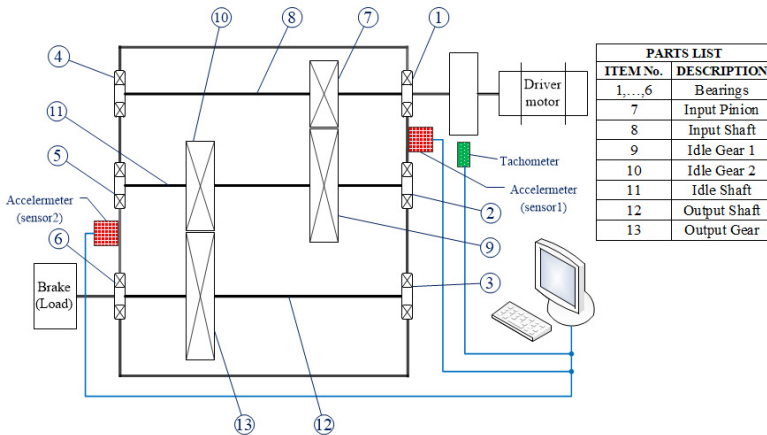 10
8
7
1
4
11
5
Accelermeter
(sensor2)
6
Brake
(Load)
Driver
motor
Tachometer
Accelermeter
(sensor1)
2
9
3
13
12
PARTS LIST
ITEM No. DESCRIPTION
1,…,6 Bearings
7 Input Pinion
8 Input Shaft
9 Idle Gear 1
10 Idle Gear 2
11 Idle Shaft
12 Output Shaft
13 Output Gear